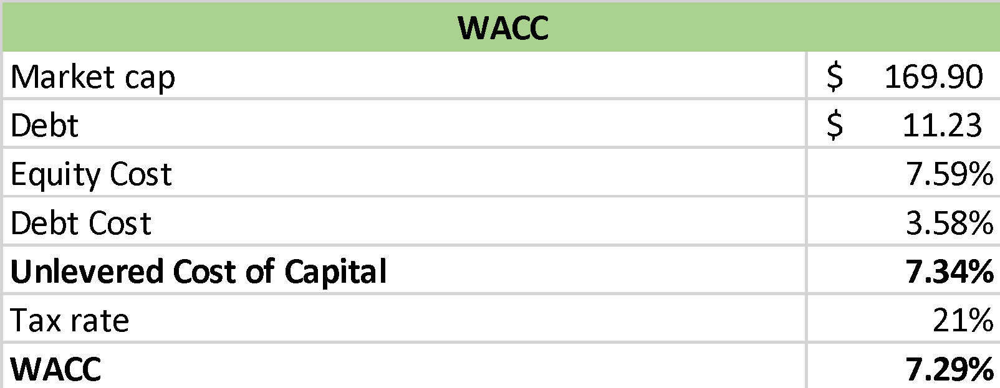 WACC
Market cap $ 169.90
Debt $ 11.23
Equity Cost 7.59%
Debt Cost 3.58%
Unlevered Cost of Capital 7.34%
Tax rate 21%
WACC 7.29%